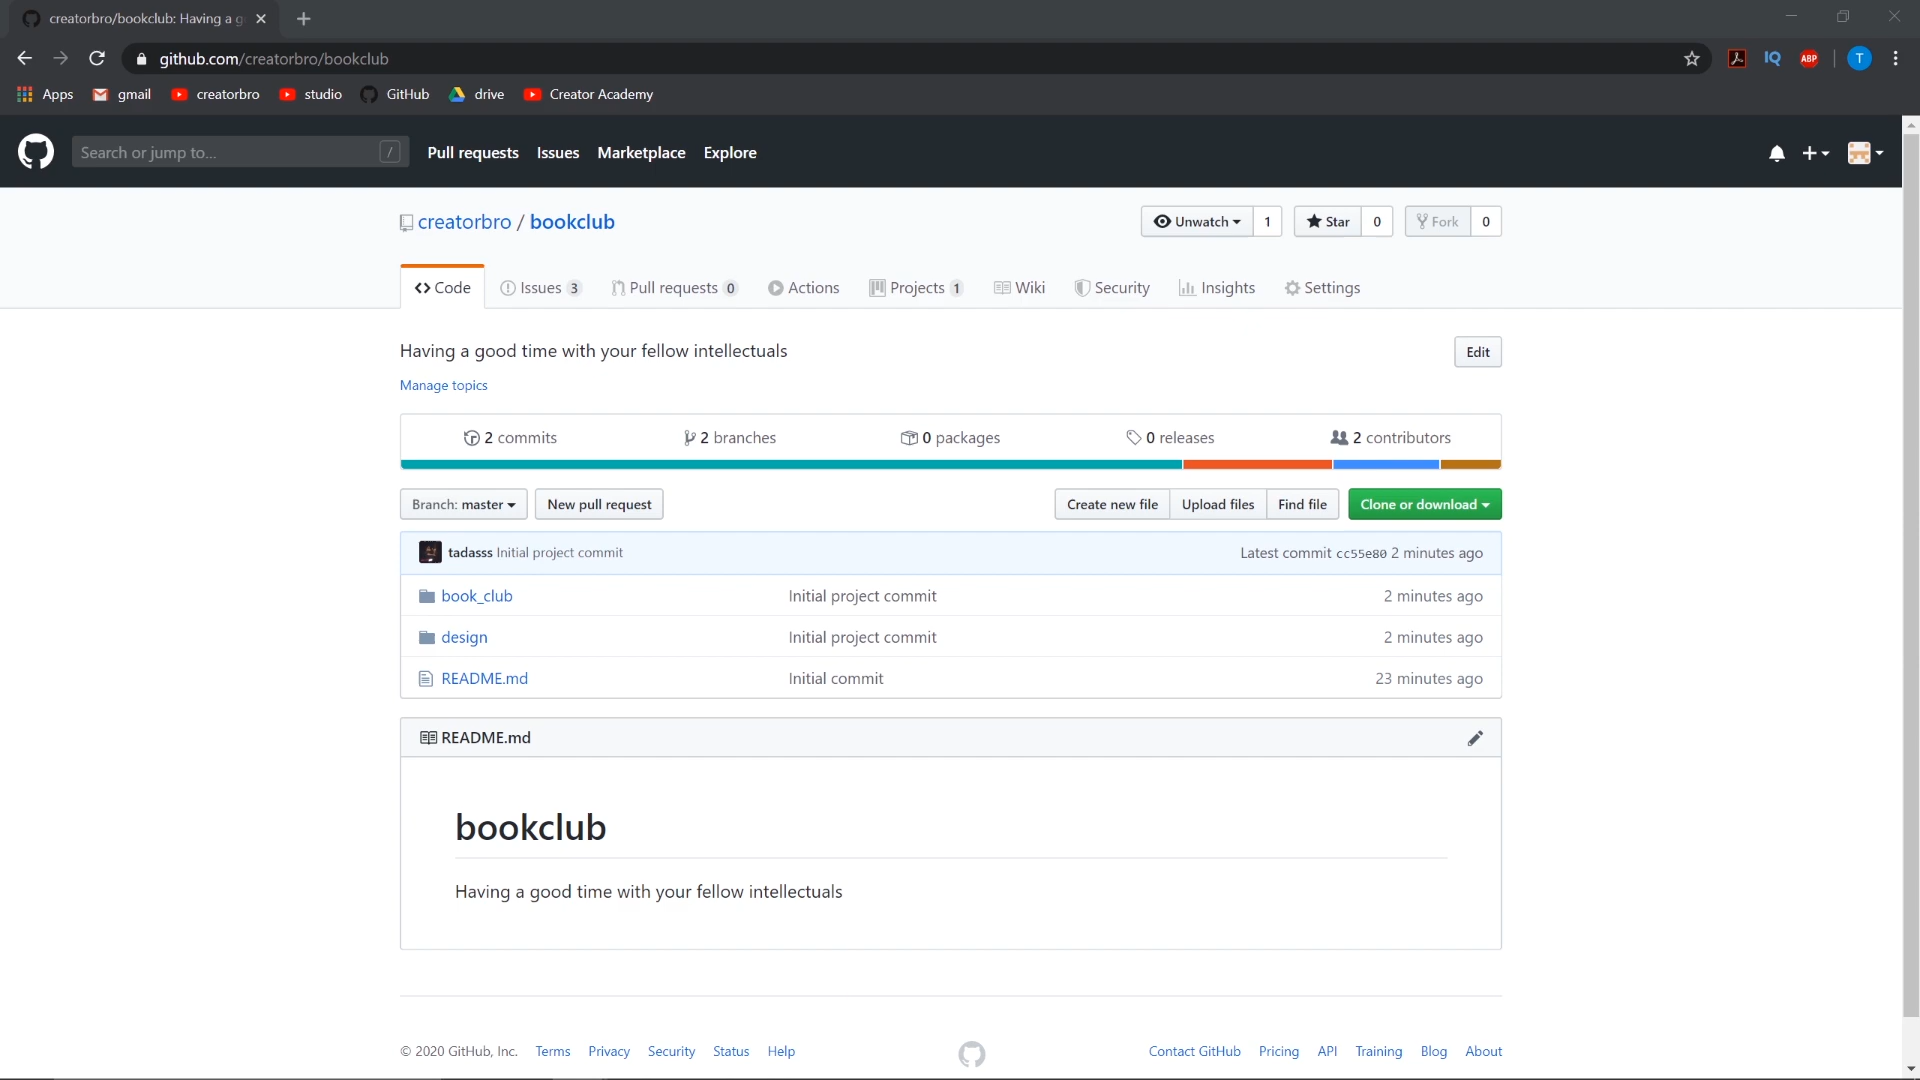 creatorbro/bookclub: Having a g
github.com/creatorbro/bookclub
IQ ABP T
Apps gmail creatorbro studio GitHub drive Creator Academy
Search or jump to... / Pull requests Issues Marketplace Explore
creatorbro / bookclub Unwatch 1 Star 0 Fork 0
Code Issues 3 Pull requests 0 Actions Projects 1 Wiki Security Insights Settings
Having a good time with your fellow intellectuals Edit
Manage topics
2 commits 2 branches 0 packages 0 releases 2 contributors
Branch: master New pull request Create new file Upload files Find file Clone or download
tadasss Initial project commit Latest commit cc55e80 2 minutes ago
book_club Initial project commit 2 minutes ago
design Initial project commit 2 minutes ago
README.md Initial commit 23 minutes ago
README.md
bookclub
Having a good time with your fellow intellectuals
© 2020 GitHub, Inc. Terms Privacy Security Status Help Contact GitHub Pricing API Training Blog About